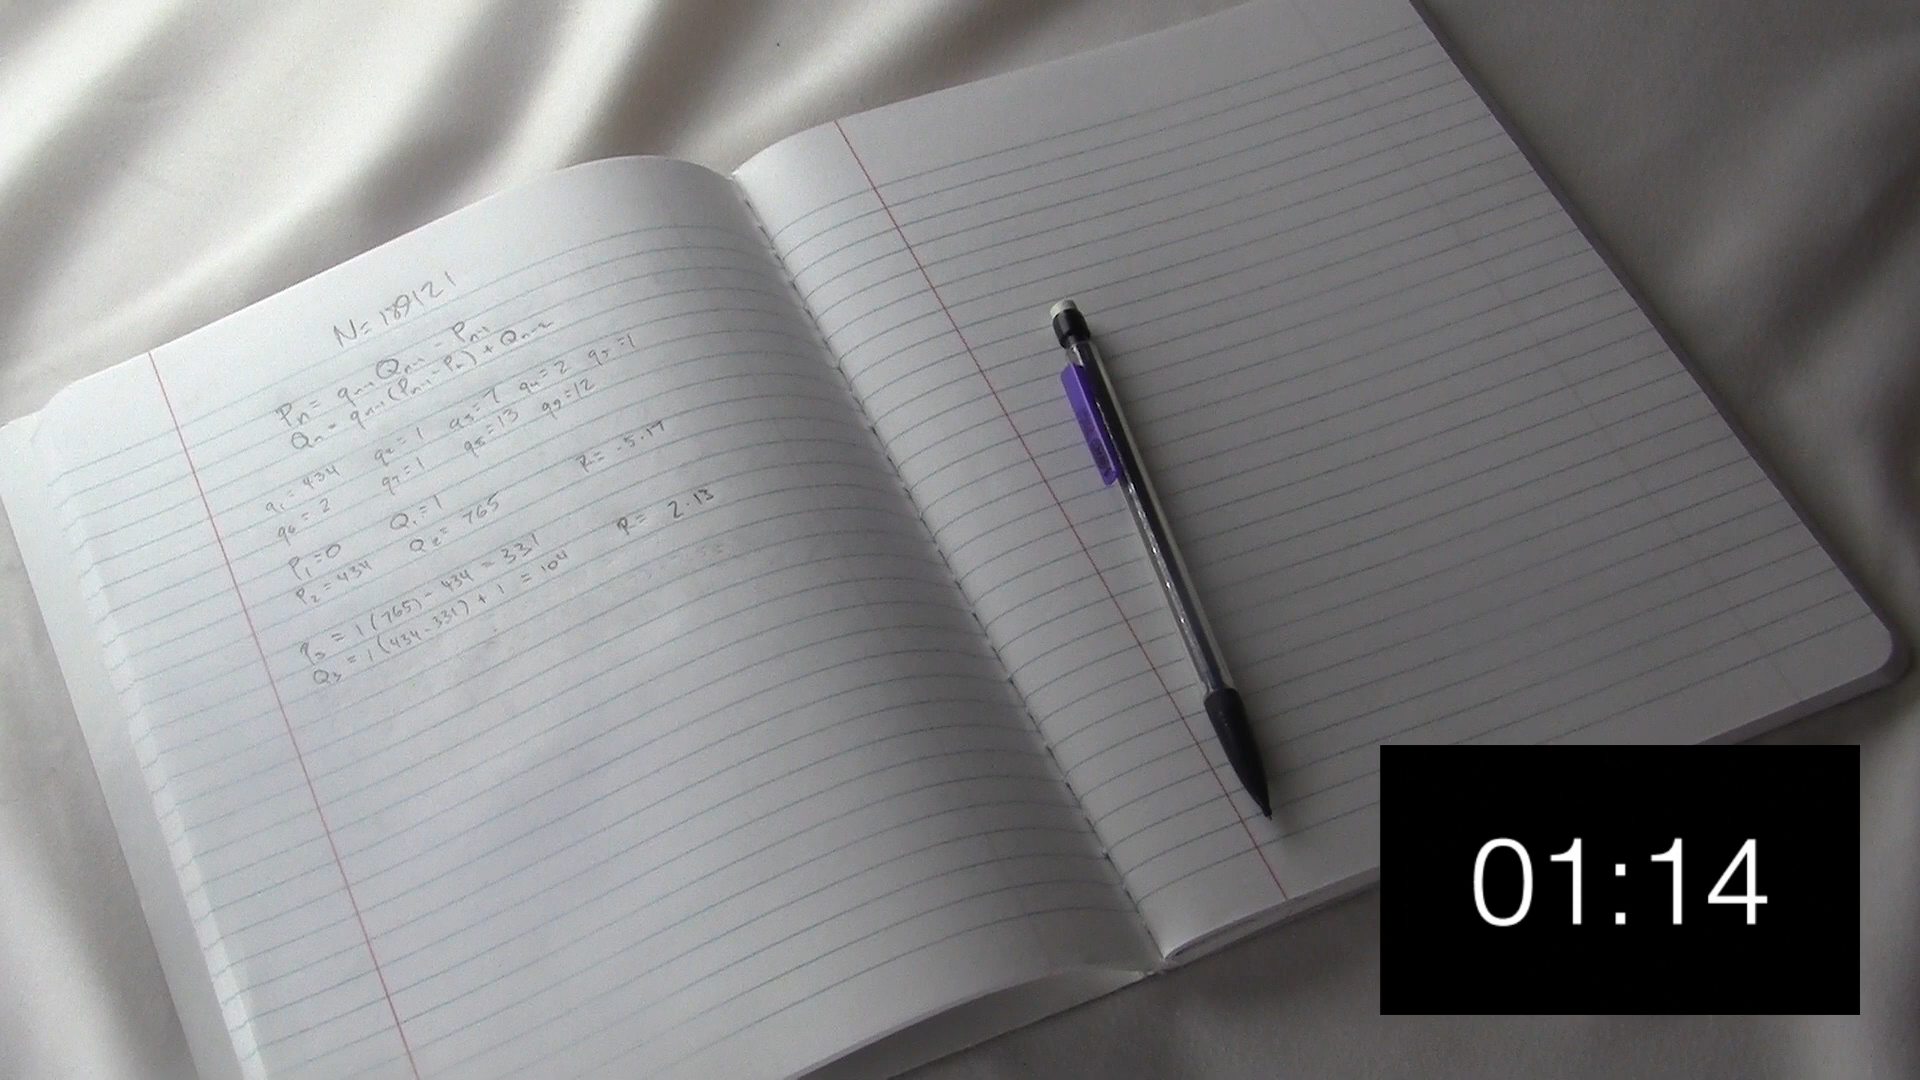 N=189121
Pn = qn-1 Qn-1 - Pn-1
Qn = qn-1 (Pn-1 - Pn) + Qn-2
q1 = 434 q2 = 1 q3 = 7 q4 = 2 q5 = 1
q6 = 2 q7 = 1 q8 = 13 q9 = 12
P1 = 0 Q1 = 1
P2 = 434 Q2 = 765 R = -5·17
P3 = 1 (765) - 434 = 331
Q3 = 1 (434-331) + 1 = 104 R = 2·13
01:14